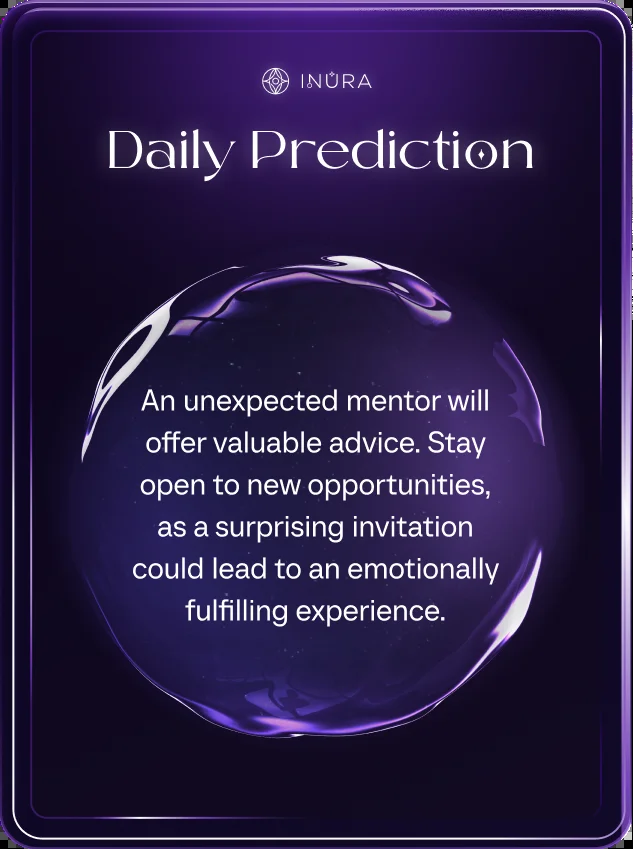 INURA
Daily Prediction
An unexpected mentor will
offer valuable advice. Stay
open to new opportunities,
as a surprising invitation
could lead to an emotionally
fulfilling experience.